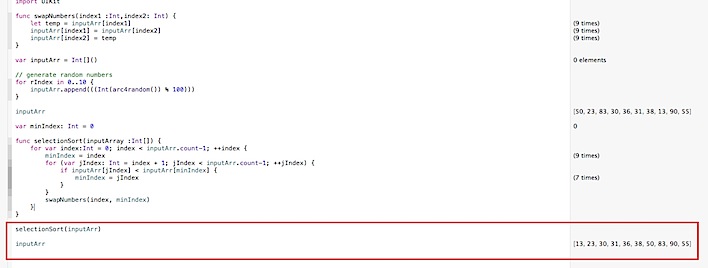 import UIKit
func swapNumbers(index1 :Int,index2: Int) {
let temp = inputArr[index1] (9 times)
inputArr[index1] = inputArr[index2] (9 times)
inputArr[index2] = temp (9 times)
}
var inputArr = Int[]() 0 elements
// generate random numbers
for rIndex in 0..10 {
inputArr.append(((Int(arc4random()) % 100)))
}
inputArr [50, 23, 83, 30, 36, 31, 38, 13, 90, 55]
var minIndex: Int = 0 0
func selectionSort(inputArray :Int[]) {
for var index:Int = 0; index < inputArr.count-1; ++index {
minIndex = index (9 times)
for (var jIndex: Int = index + 1; jIndex < inputArr.count-1; ++jIndex) {
if inputArr[jIndex] < inputArr[minIndex] {
minIndex = jIndex (7 times)
}
}
swapNumbers(index, minIndex)
}
}
selectionSort(inputArr)
inputArr [13, 23, 30, 31, 36, 38, 50, 83, 90, 55]